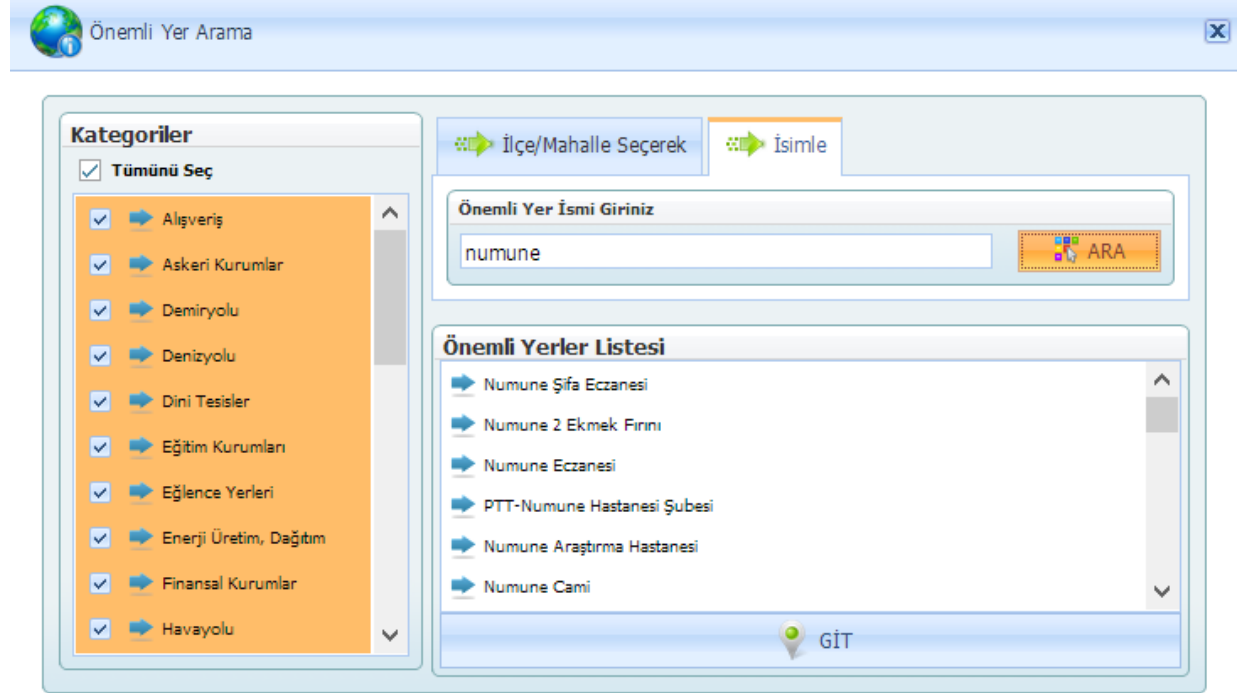 Önemli Yer Arama
Kategoriler
Tümünü Seç
Alışveriş
Askeri Kurumlar
Demiryolu
Denizyolu
Dini Tesisler
Eğitim Kurumları
Eğlence Yerleri
Enerji Üretim, Dağıtım
Finansal Kurumlar
Havayolu
İlçe/Mahalle Seçerek
İsimle
Önemli Yer İsmi Giriniz
numune
ARA
Önemli Yerler Listesi
Numune Şifa Eczanesi
Numune 2 Ekmek Fırını
Numune Eczanesi
PTT-Numune Hastanesi Şubesi
Numune Araştırma Hastanesi
Numune Cami
GİT